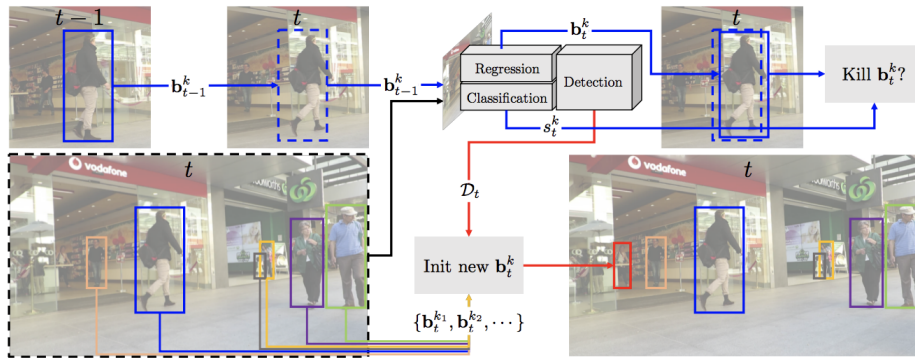 t − 1
t
t
b_{t-1}^k
b_{t-1}^k
b_t^k
Regression
Classification
Detection
s_t^k
Kill b_t^k?
vodafone
t
D_t
Init new b_t^k
{b_t^{k_1}, b_t^{k_2}, ⋯}
t
vodafone